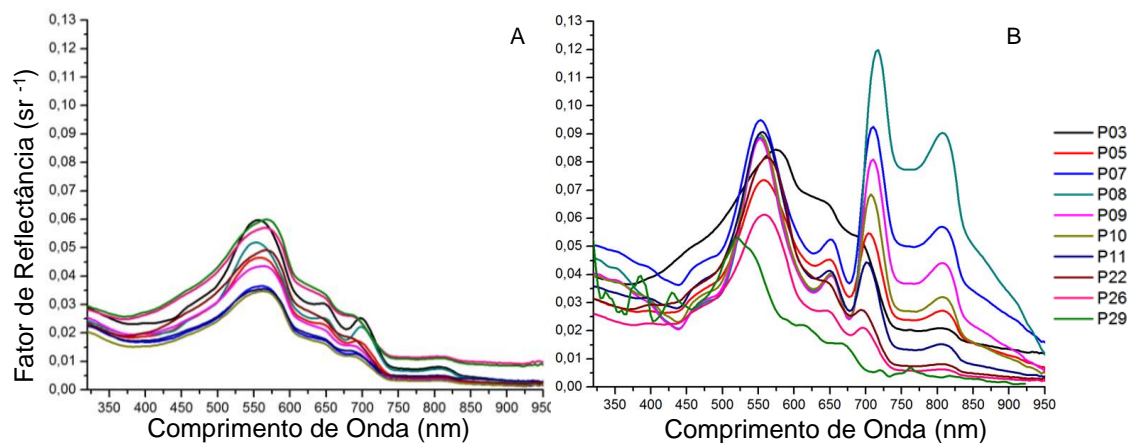 Fator de Reflectância (sr -1)
0,13
0,12
0,11
0,10
0,09
0,08
0,07
0,06
0,05
0,04
0,03
0,02
0,01
0,00
A
350 400 450 500 550 600 650 700 750 800 850 900 950
Comprimento de Onda (nm)
0,13
0,12
0,11
0,10
0,09
0,08
0,07
0,06
0,05
0,04
0,03
0,02
0,01
0,00
B
350 400 450 500 550 600 650 700 750 800 850 900 950
Comprimento de Onda (nm)
P03
P05
P07
P08
P09
P10
P11
P22
P26
P29